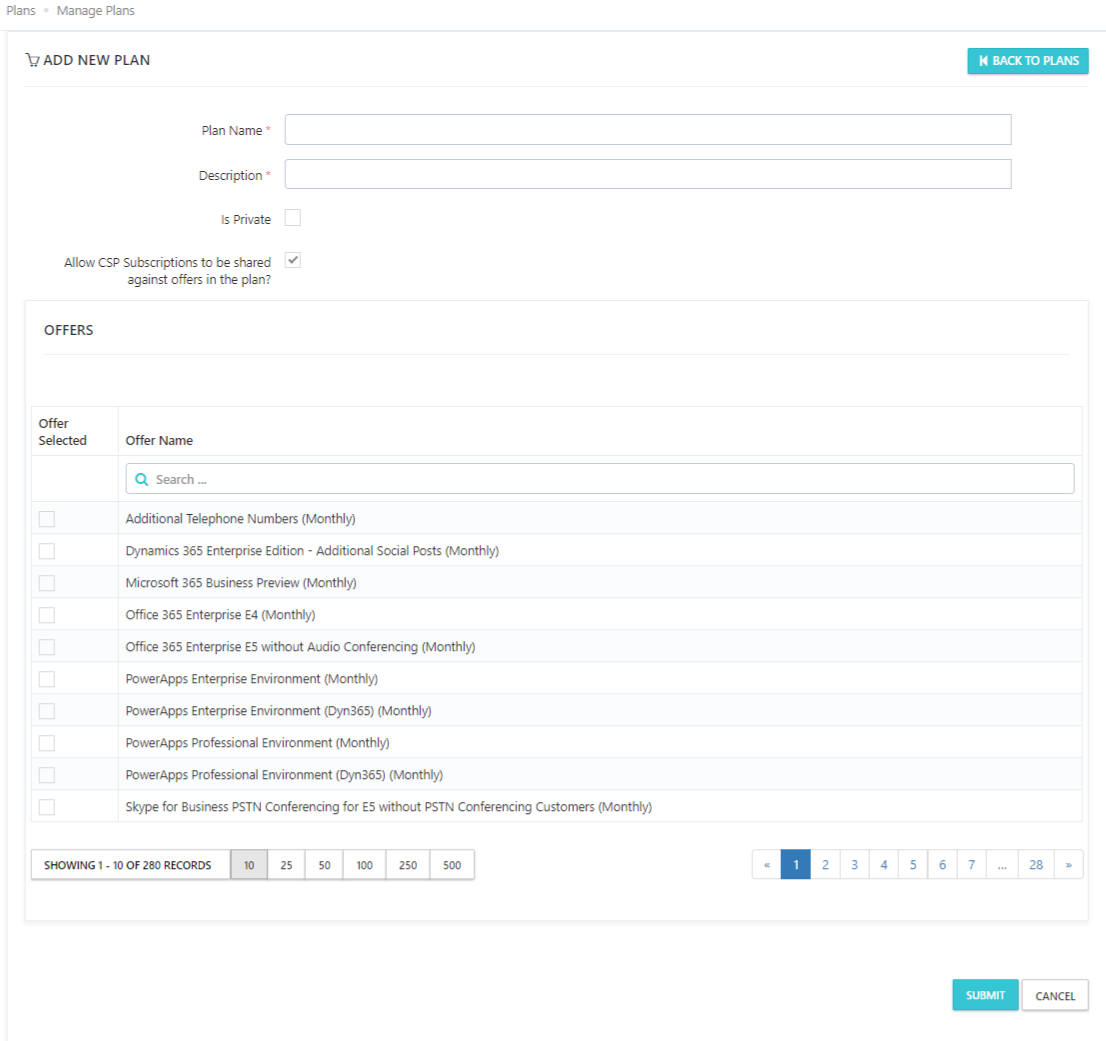 Plans • Manage Plans
ADD NEW PLAN
BACK TO PLANS
Plan Name *
Description *
Is Private
Allow CSP Subscriptions to be shared
against offers in the plan?
OFFERS
Offer
Selected
Offer Name
Search ...
Additional Telephone Numbers (Monthly)
Dynamics 365 Enterprise Edition - Additional Social Posts (Monthly)
Microsoft 365 Business Preview (Monthly)
Office 365 Enterprise E4 (Monthly)
Office 365 Enterprise E5 without Audio Conferencing (Monthly)
PowerApps Enterprise Environment (Monthly)
PowerApps Enterprise Environment (Dyn365) (Monthly)
PowerApps Professional Environment (Monthly)
PowerApps Professional Environment (Dyn365) (Monthly)
Skype for Business PSTN Conferencing for E5 without PSTN Conferencing Customers (Monthly)
SHOWING 1 - 10 OF 280 RECORDS 10 25 50 100 250 500
« 1 2 3 4 5 6 7 ... 28 »
SUBMIT CANCEL